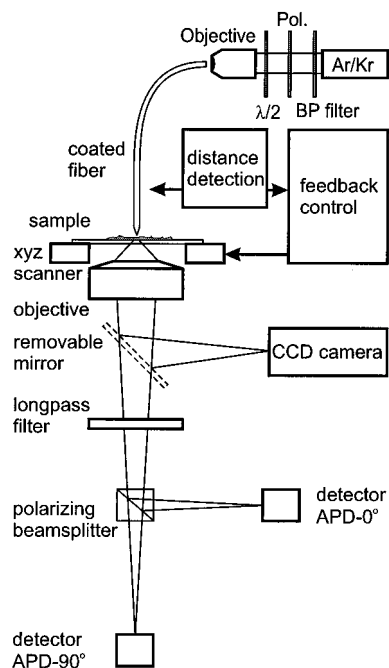 Pol.
Objective
Ar/Kr
λ/2
BP filter
coated
fiber
distance
detection
feedback
control
sample
xyz
scanner
objective
removable
mirror
CCD camera
longpass
filter
polarizing
beamsplitter
detector
APD-0°
detector
APD-90°